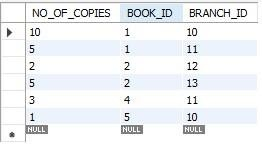 NO_OF_COPIES BOOK_ID BRANCH_ID
10 1 10
5 1 11
2 2 12
5 2 13
3 4 11
1 5 10
NULL NULL NULL